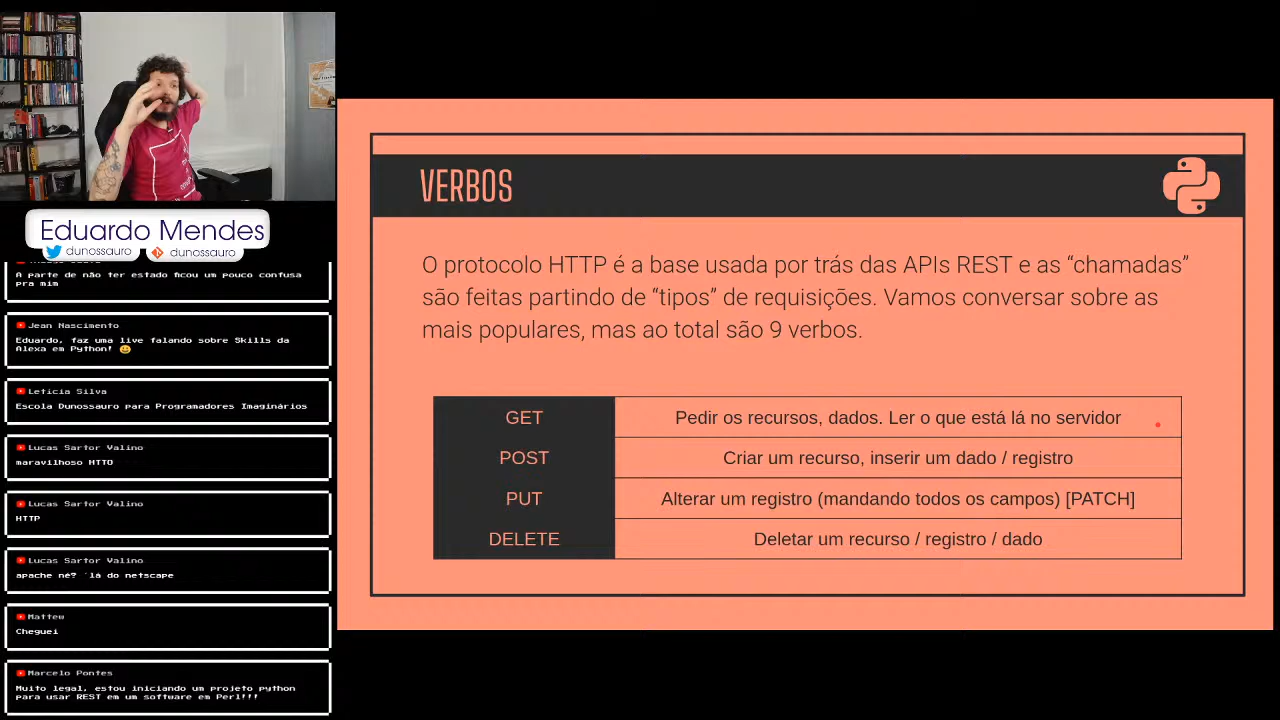 Eduardo Mendes
dunossauro
dunossauro
A parte de não ter estado ficou um pouco confusa
pra mim
Jean Nascimento
Eduardo, faz uma live falando sobre Skills da
Alexa em Python! 😃
Leticia Silva
Escola Dunossauro para Programadores Imaginários
Lucas Sartor Valino
maravilhoso HTTO
Lucas Sartor Valino
HTTP
Lucas Sartor Valino
apache né? ´lá do netscape
Mattew
Cheguei
Marcelo Pontes
Muito legal, estou iniciando um projeto python
para usar REST em um software em Perl!!!
VERBOS
O protocolo HTTP é a base usada por trás das APIs REST e as “chamadas”
são feitas partindo de “tipos” de requisições. Vamos conversar sobre as
mais populares, mas ao total são 9 verbos.
GET
Pedir os recursos, dados. Ler o que está lá no servidor
POST
Criar um recurso, inserir um dado / registro
PUT
Alterar um registro (mandando todos os campos) [PATCH]
DELETE
Deletar um recurso / registro / dado